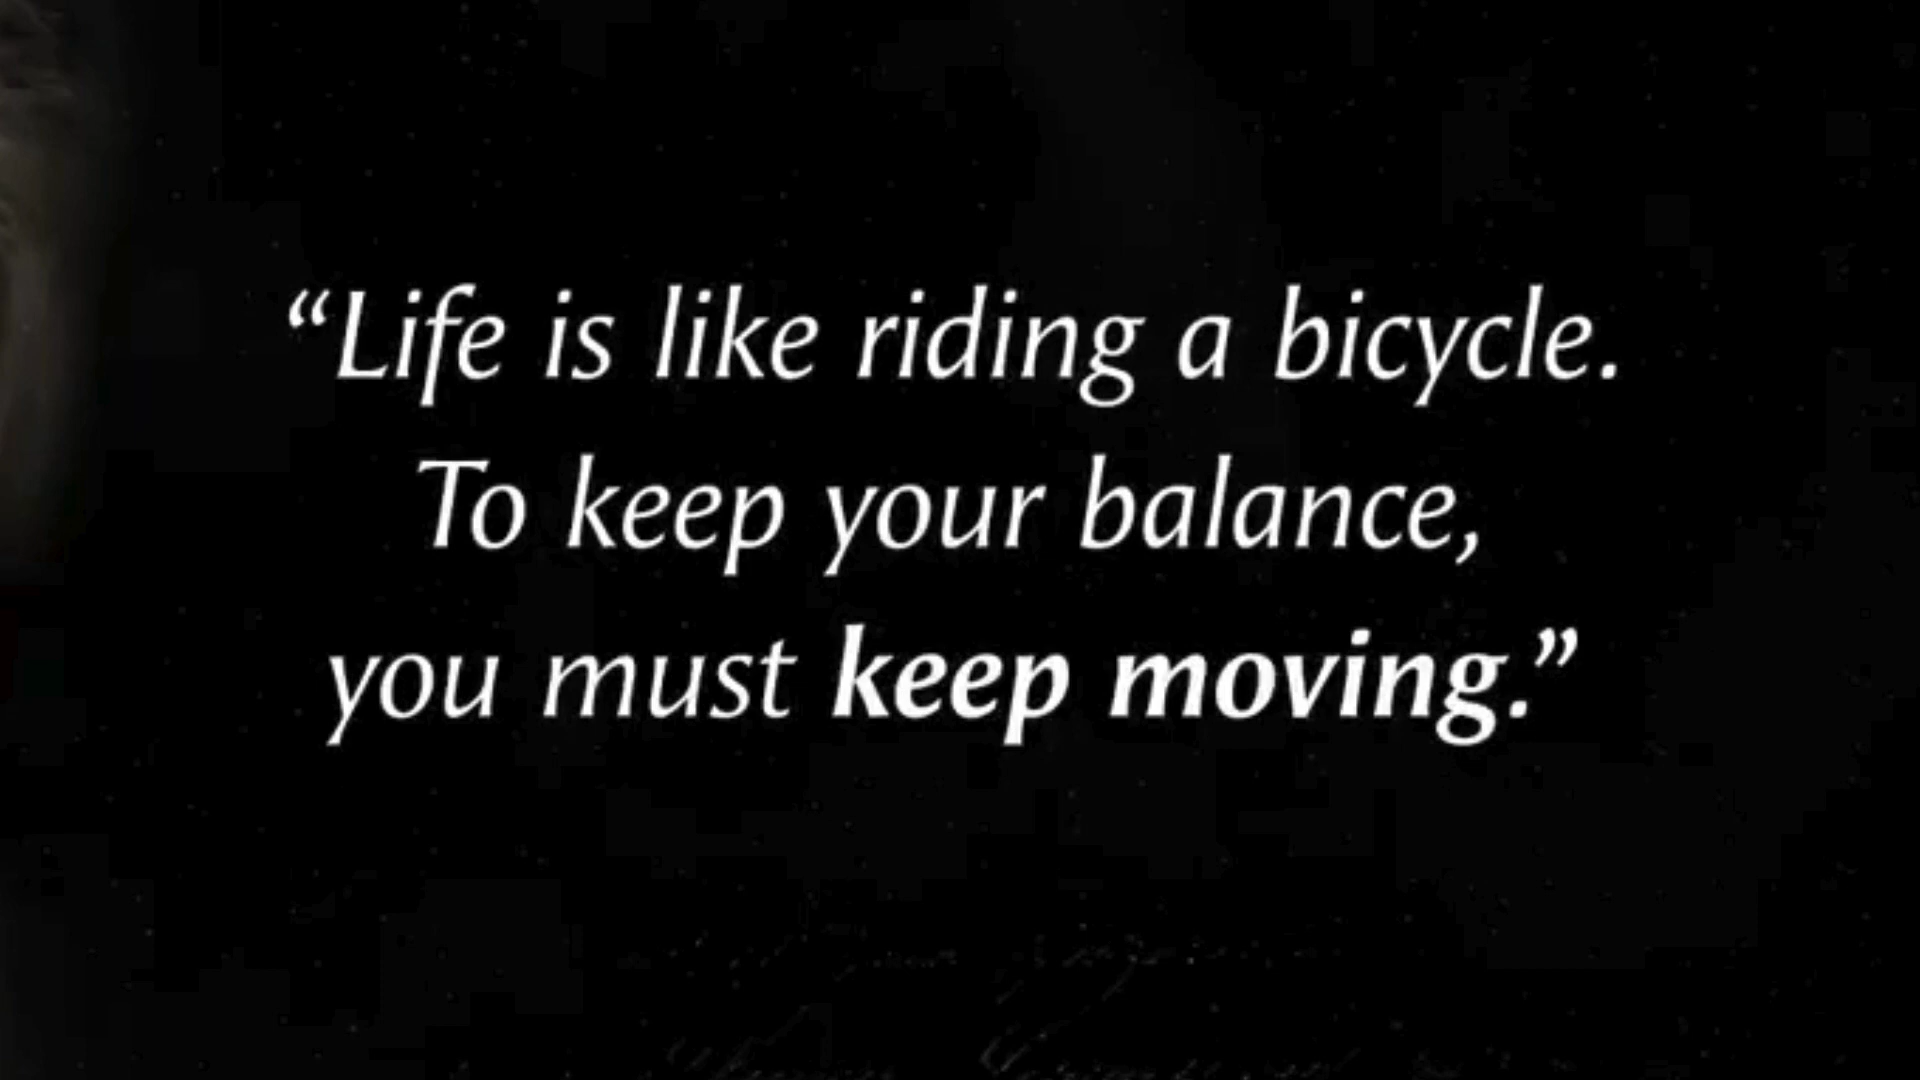 “Life is like riding a bicycle.
To keep your balance,
you must keep moving.”